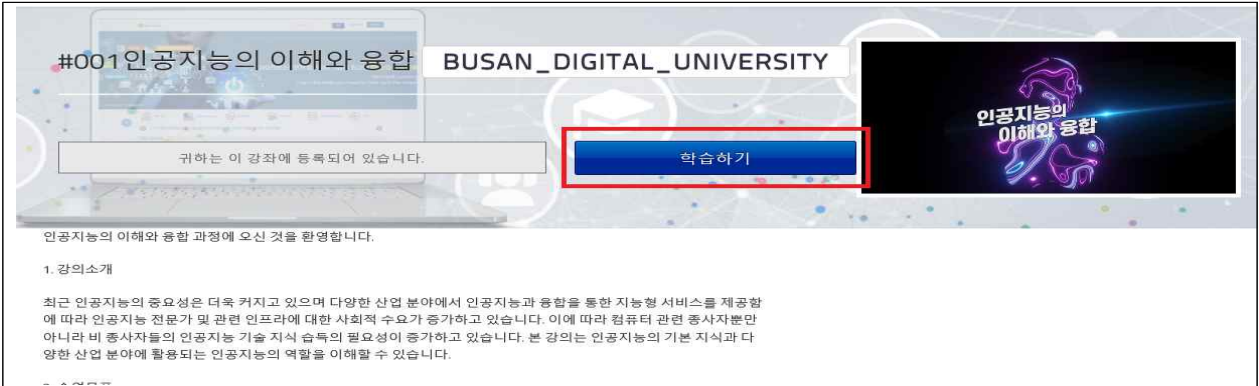 #001인공지능의 이해와 융합 BUSAN_DIGITAL_UNIVERSITY
인공지능의
이해와 융합
귀하는 이 강좌에 등록되어 있습니다. 학습하기
인공지능의 이해와 융합 과정에 오신 것을 환영합니다.
1. 강의소개
최근 인공지능의 중요성은 더욱 커지고 있으며 다양한 산업 분야에서 인공지능과 융합을 통한 지능형 서비스를 제공함
에 따라 인공지능 전문가 및 관련 인프라에 대한 사회적 수요가 증가하고 있습니다. 이에 따라 컴퓨터 관련 종사자뿐만
아니라 비 종사자들의 인공지능 기술 지식 습득의 필요성이 증가하고 있습니다. 본 강의는 인공지능의 기본 지식과 다
양한 산업 분야에 활용되는 인공지능의 역할을 이해할 수 있습니다.